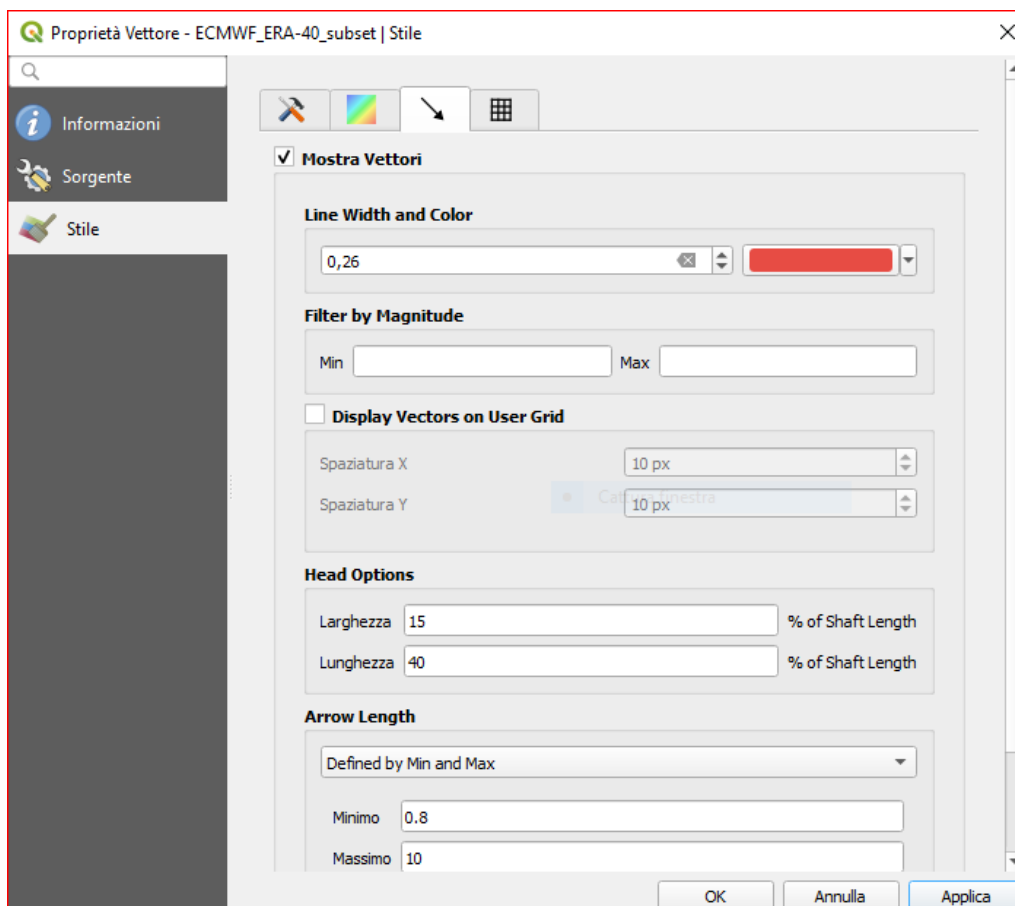 Proprietà Vettore - ECMWF_ERA-40_subset | Stile
Informazioni
Sorgente
Stile
Mostra Vettori
Line Width and Color
0,26
Filter by Magnitude
Min
Max
Display Vectors on User Grid
Spaziatura X
10 px
Cattura finestra
Spaziatura Y
10 px
Head Options
Larghezza
15
% of Shaft Length
Lunghezza
40
% of Shaft Length
Arrow Length
Defined by Min and Max
Minimo
0.8
Massimo
10
OK
Annulla
Applica